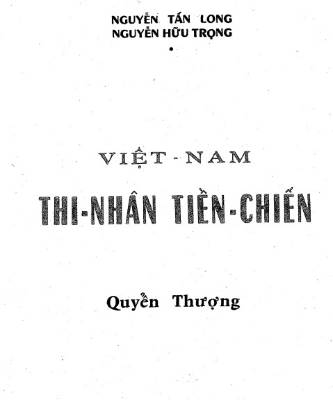 NGUYỄN TẤN LONG
NGUYỄN HỮU TRỌNG
VIỆT - NAM
THI-NHÂN TIỀN-CHIẾN
Quyển Thượng